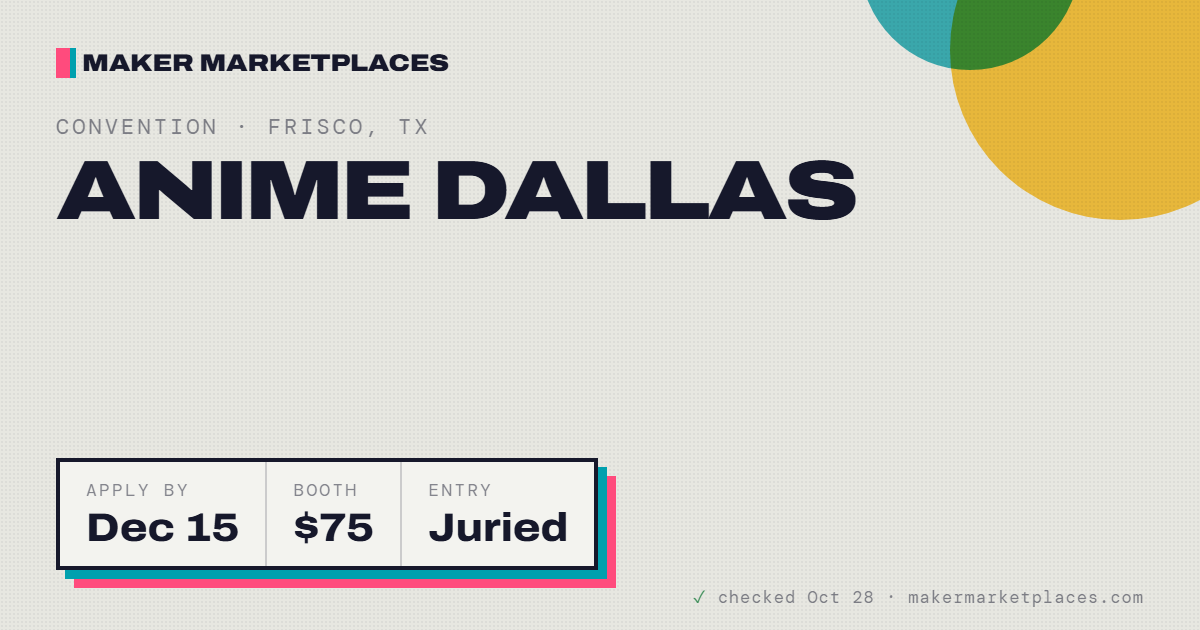 MAKER MARKETPLACES
CONVENTION · FRISCO, TX
ANIME DALLAS
APPLY BY BOOTH ENTRY
Dec 15 $75 Juried
✓ checked Oct 28 · makermarketplaces.com